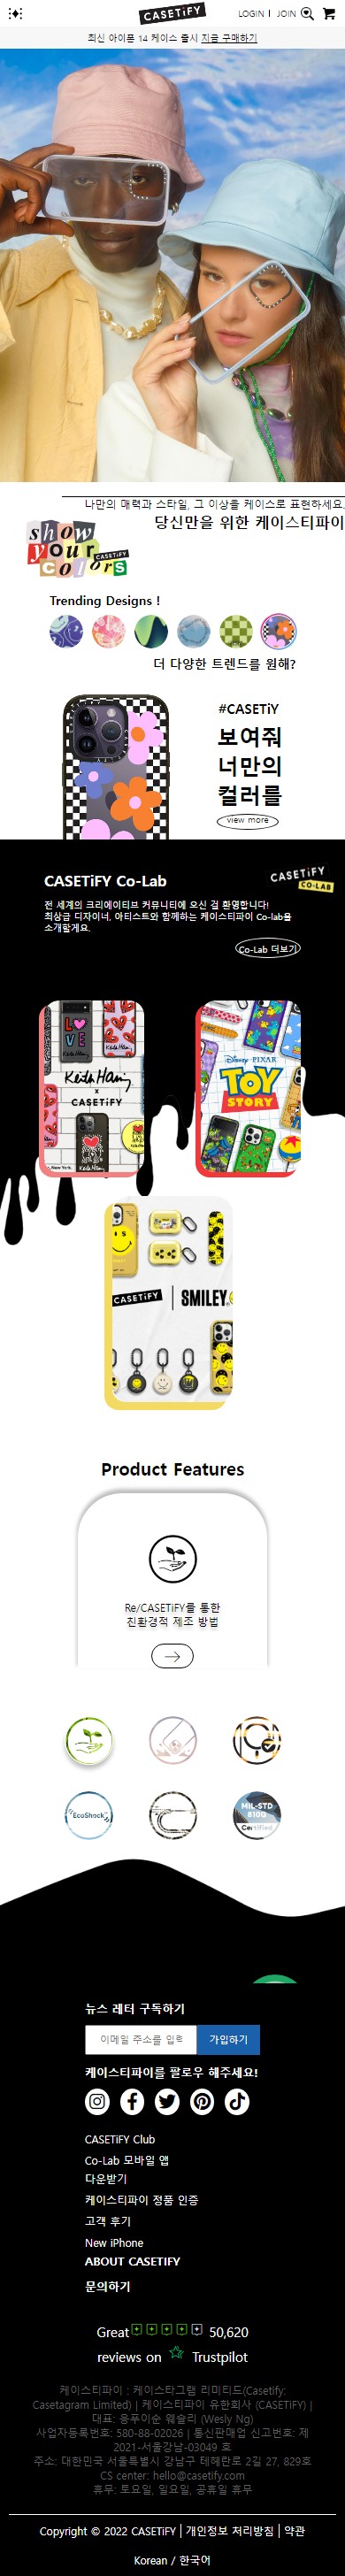 CASETiFY
LOGIN | JOIN
최신 아이폰 14 케이스 출시 지금 구매하기
나만의 매력과 스타일, 그 이상을 케이스로 표현하세요.
당신만을 위한 케이스티파이
show
your
colors
CASETiFY
Trending Designs !
더 다양한 트렌드를 원해?
#CASETiY
보여줘
너만의
컬러를
view more
CASETiFY Co-Lab
CASETiFY
CO-LAB
전 세계의 크리에이티브 커뮤니티에 오신 걸 환영합니다!
최상급 디자이너, 아티스트와 함께하는 케이스티파이 Co-lab을
소개할게요.
Co-Lab 더보기
LOVE
Keith Haring
x
CASETiFY
New York
Disney · PIXAR
TOY
STORY
CASETiFY | SMILEY
Product Features
Re/CASETiFY를 통한
친환경적 제조 방법
EcoShock
MIL-STD
810G
Certified
뉴스 레터 구독하기
이메일 주소를 입력
가입하기
케이스티파이를 팔로우 해주세요!
CASETiFY Club
Co-Lab 모바일 앱
다운받기
케이스티파이 정품 인증
고객 후기
New iPhone
ABOUT CASETIFY
문의하기
Great 50,620
reviews on Trustpilot
케이스티파이 : 케이스타그램 리미티드(Casetify:
Casetagram Limited) | 케이스티파이 유한회사 (CASETiFY) |
대표: 응푸이순 웨슬리 (Wesly Ng)
사업자등록번호: 580-88-02026 | 통신판매업 신고번호: 제
2021-서울강남-03049 호
주소: 대한민국 서울특별시 강남구 테헤란로 2길 27, 829호
CS center: hello@casetify.com
휴무: 토요일, 일요일, 공휴일 휴무
Copyright © 2022 CASETiFY | 개인정보 처리방침 | 약관
Korean / 한국어